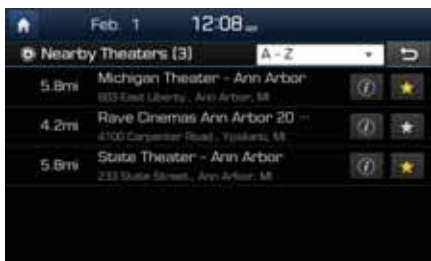 Feb. 1 12:08 am
Nearby Theaters (3) A - Z
5.8mi Michigan Theater - Ann Arbor
603 East Liberty., Ann Arbor, MI
4.2mi Rave Cinemas Ann Arbor 20 ···
4100 Carpenter Road., Ypsilanti, MI
5.8mi State Theater - Ann Arbor
233 State Street., Ann Arbor, MI